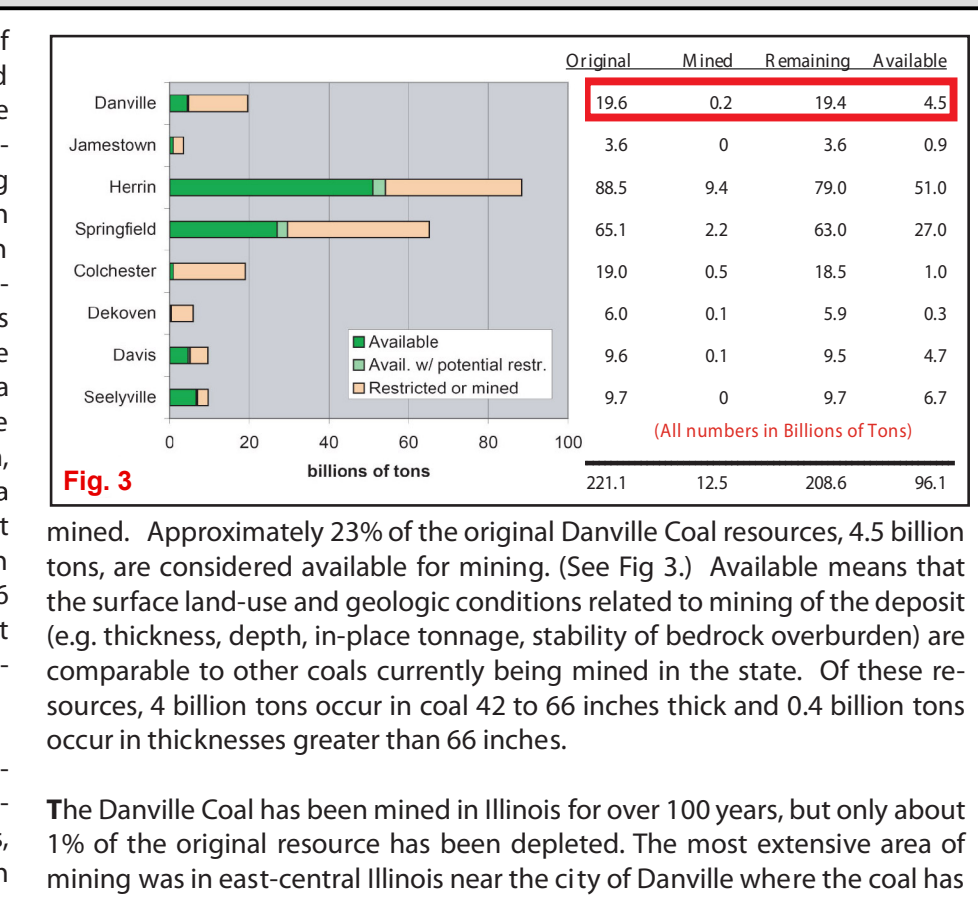 f
d
e
-
g
n
n
-
s
e
a
e
,
a
t
n
6
t
-
-
-
s,
n
Original Mined Remaining Available
Danville 19.6 0.2 19.4 4.5
Jamestown 3.6 0 3.6 0.9
Herrin 88.5 9.4 79.0 51.0
Springfield 65.1 2.2 63.0 27.0
Colchester 19.0 0.5 18.5 1.0
Dekoven 6.0 0.1 5.9 0.3
Available
Davis 9.6 0.1 9.5 4.7
Avail. w/ potential restr.
Restricted or mined
Seelyville 9.7 0 9.7 6.7
(All numbers in Billions of Tons)
0 20 40 60 80 100
billions of tons
Fig. 3
221.1 12.5 208.6 96.1
mined. Approximately 23% of the original Danville Coal resources, 4.5 billion
tons, are considered available for mining. (See Fig 3.) Available means that
the surface land-use and geologic conditions related to mining of the deposit
(e.g. thickness, depth, in-place tonnage, stability of bedrock overburden) are
comparable to other coals currently being mined in the state. Of these re-
sources, 4 billion tons occur in coal 42 to 66 inches thick and 0.4 billion tons
occur in thicknesses greater than 66 inches.
The Danville Coal has been mined in Illinois for over 100 years, but only about
1% of the original resource has been depleted. The most extensive area of
mining was in east-central Illinois near the city of Danville where the coal has